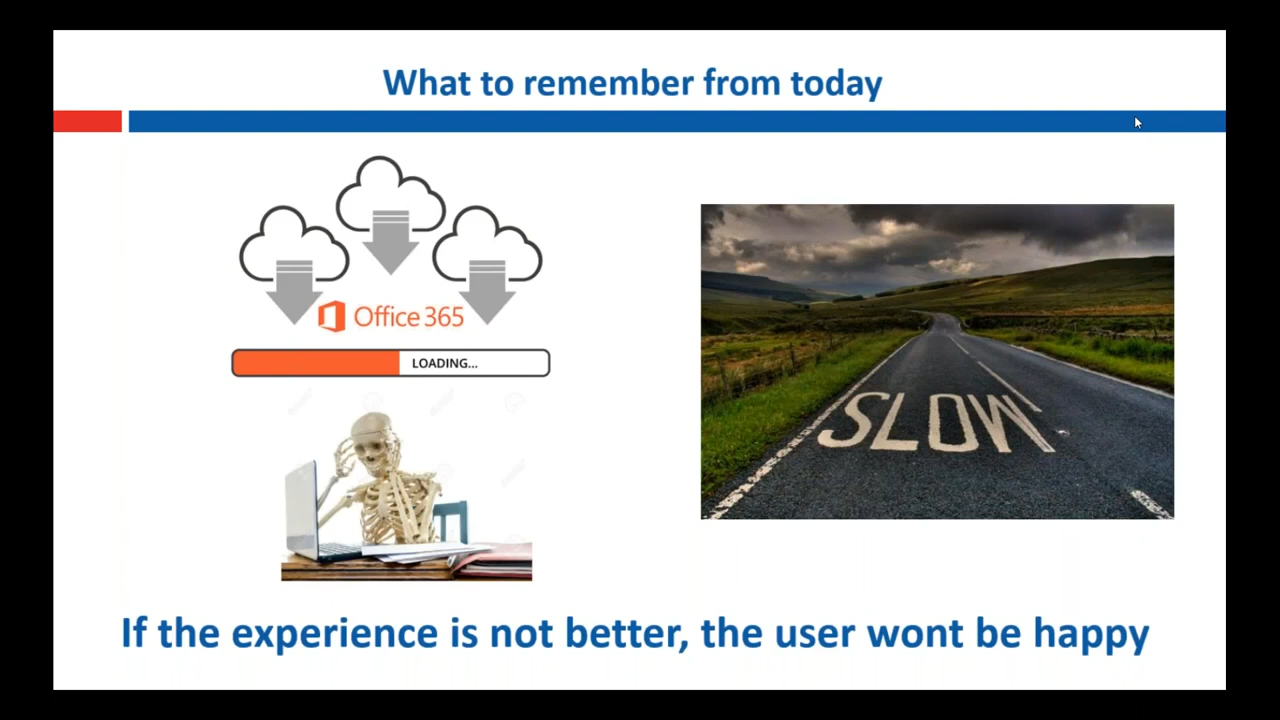 What to remember from today
Office 365
LOADING...
SLOW
If the experience is not better, the user wont be happy